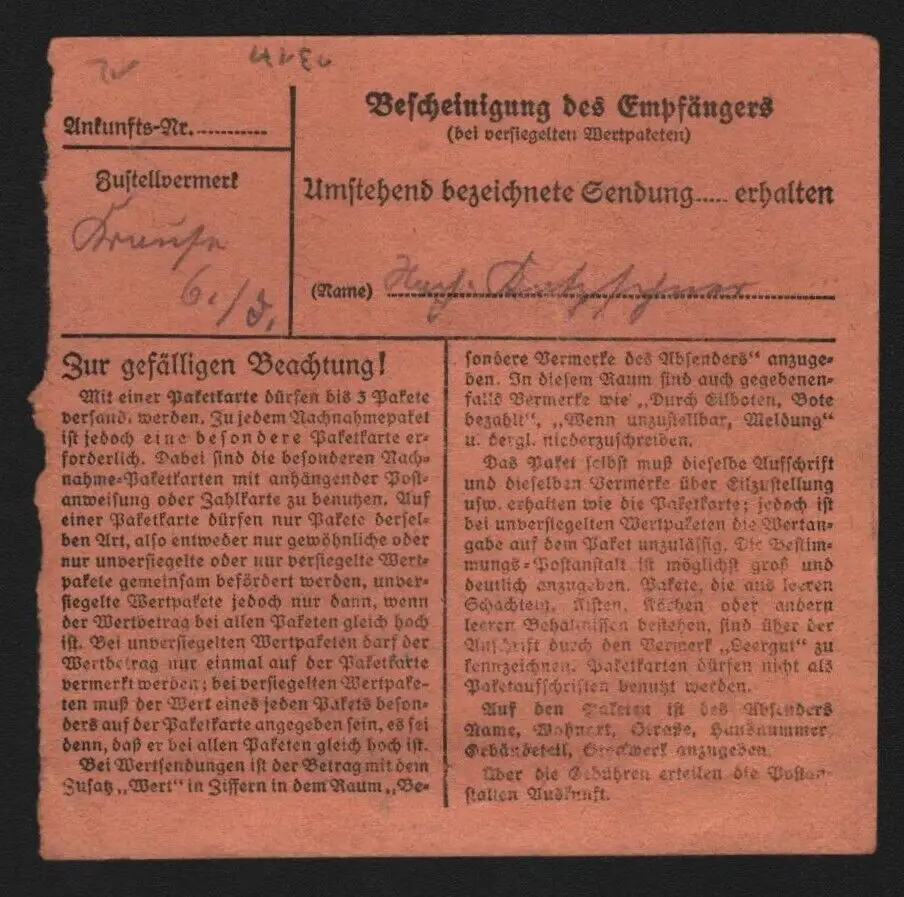 Ankunfts-Nr. ............
Zustellvermerk
Krause
6./3.
Bescheinigung des Empfängers
(bei versiegelten Wertpaketen)
Umstehend bezeichnete Sendung..... erhalten
(Name)
Zur gefälligen Beachtung!
Mit einer Paketkarte dürfen bis 3 Pakete
versand. werden. Zu jedem Nachnahmepaket
ist jedoch eine besondere Paketkarte er-
forderlich. Dabei sind die besonderen Nach-
nahme-Paketkarten mit anhängender Post-
anweisung oder Zahlkarte zu benutzen. Auf
einer Paketkarte dürfen nur Pakete dersel-
ben Art, also entweder nur gewöhnliche oder
nur unversiegelte oder nur versiegelte Wert-
pakete gemeinsam befördert werden, unver-
siegelte Wertpakete jedoch nur dann, wenn
der Wertbetrag bei allen Paketen gleich hoch
ist. Bei unversiegelten Wertpaketen darf der
Wertbetrag nur einmal auf der Paketkarte
vermerkt werden; bei versiegelten Wertpake-
ten muß der Wert eines jeden Pakets beson-
ders auf der Paketkarte angegeben sein, es sei
denn, daß er bei allen Paketen gleich hoch ist.
Bei Wertsendungen ist der Betrag mit dem
Zusatz „Wert" in Ziffern in dem Raum „Be-
sondere Vermerke des Absenders" anzuge-
ben. In diesem Raum sind auch gegebenen-
falls Vermerke wie „Durch Eilboten, Bote
bezahlt", „Wenn unzustellbar, Meldung"
u. dergl. niederzuschreiben.
Das Paket selbst muß dieselbe Aufschrift
und dieselben Vermerke über Eilzustellung
usw. erhalten wie die Paketkarte; jedoch ist
bei unversiegelten Wertpaketen die Wertan-
gabe auf dem Paket unzulässig. Die Bestim-
mungs-Postanstalt ist möglichst groß und
deutlich anzugeben. Pakete, die aus leeren
Schachteln, Kisten, Körben oder andern
leeren Behältnissen bestehen, sind über der
Aufschrift durch den Vermerk „Leergut" zu
kennzeichnen. Paketkarten dürfen nicht als
Paketaufschriften benutzt werden.
Auf den Paketen ist des Absenders
Name, Wohnort, Straße, Hausnummer,
Gebäudeteil, Stockwerk anzugeben.
Über die Gebühren erteilen die Postan-
stalten Auskunft.